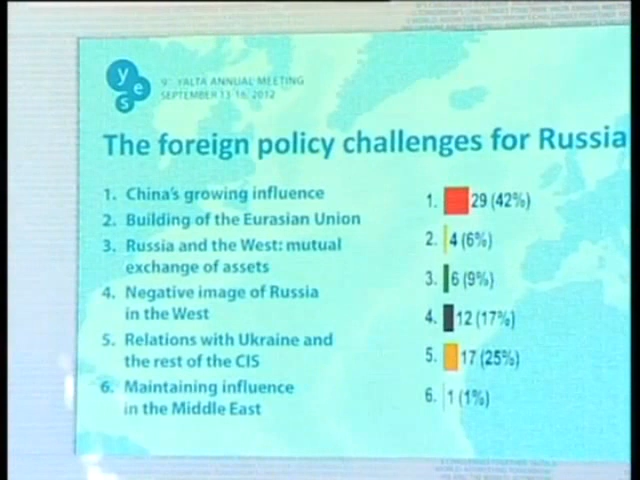 yes
9th YALTA ANNUAL MEETING
SEPTEMBER 13-16, 2012
The foreign policy challenges for Russia
1. China's growing influence
2. Building of the Eurasian Union
3. Russia and the West: mutual
exchange of assets
4. Negative image of Russia
in the West
5. Relations with Ukraine and
the rest of the CIS
6. Maintaining influence
in the Middle East
1. 29 (42%)
2. 4 (6%)
3. 6 (9%)
4. 12 (17%)
5. 17 (25%)
6. 1 (1%)